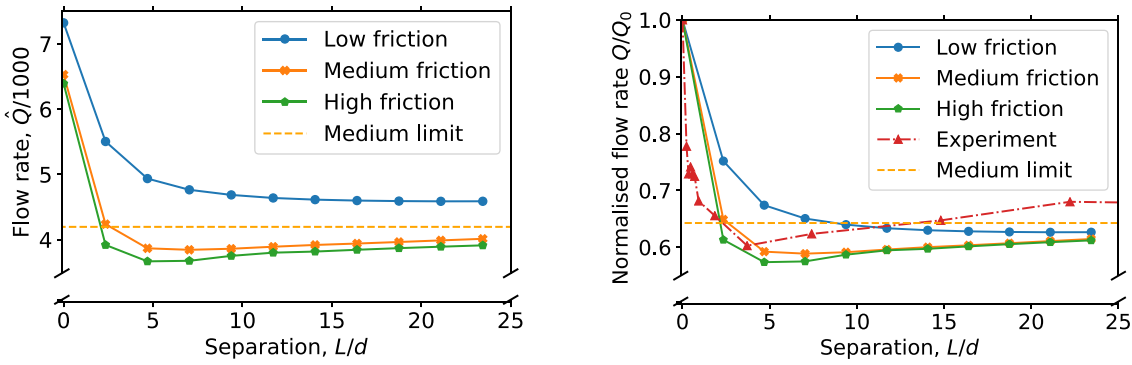 7
6
5
4
Flow rate, Q̂/1000
Low friction
Medium friction
High friction
Medium limit
0 5 10 15 20 25
Separation, L/d
1.0
0.9
0.8
0.7
0.6
Normalised flow rate Q/Q₀
Low friction
Medium friction
High friction
Experiment
Medium limit
0 5 10 15 20 25
Separation, L/d